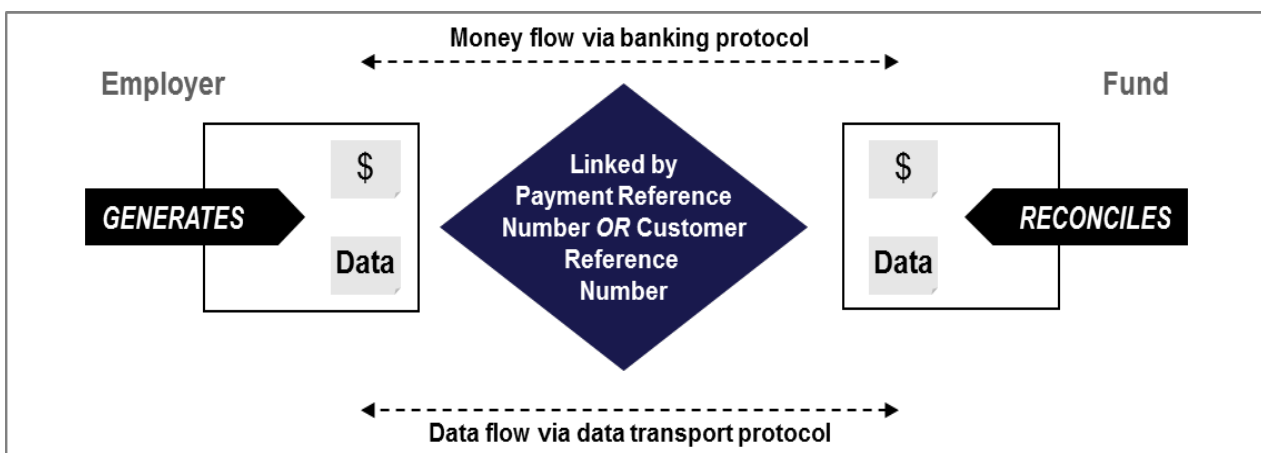 Money flow via banking protocol
Employer
Fund
$
$
Linked by
Payment Reference
Number OR Customer
Reference
Number
GENERATES
RECONCILES
Data
Data
Data flow via data transport protocol